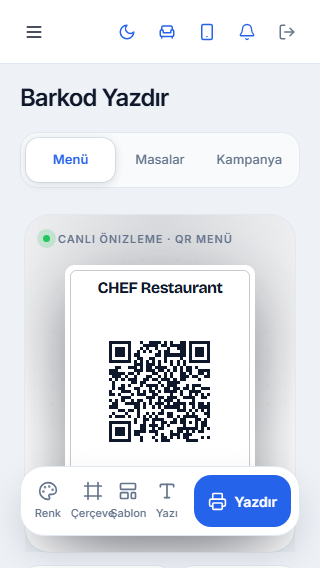 Barkod Yazdır
Menü Masalar Kampanya
CANLI ÖNİZLEME · QR MENÜ
CHEF Restaurant
Renk Çerçeve Şablon Yazı Yazdır